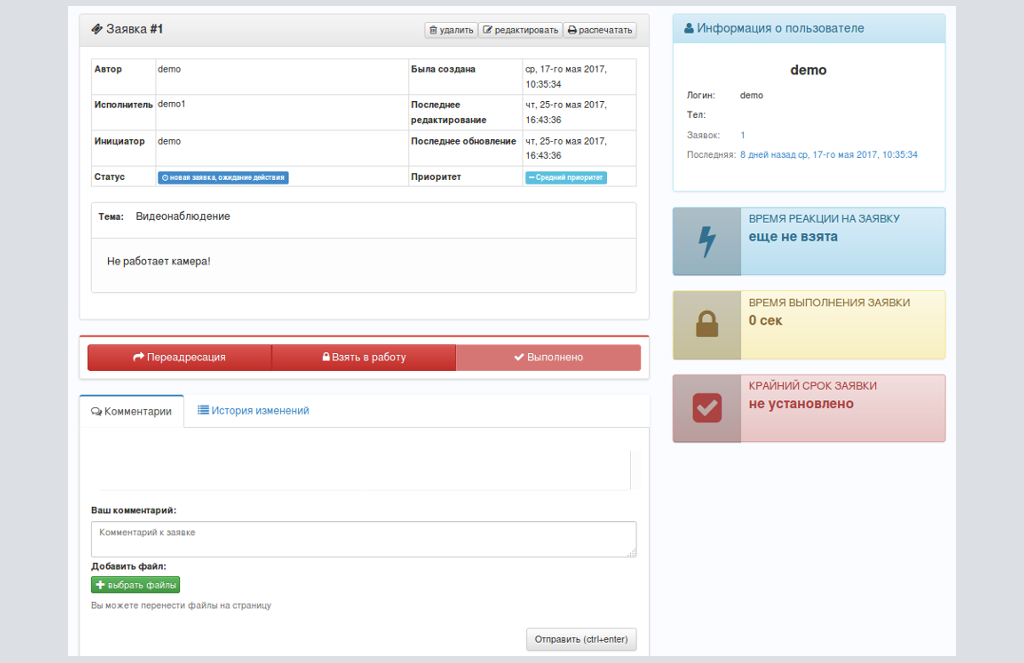 Заявка #1
удалить
редактировать
распечатать
Автор
demo
Была создана
ср, 17-го мая 2017,
10:35:34
Исполнитель
demo1
Последнее
редактирование
чт, 25-го мая 2017,
16:43:36
Инициатор
demo
Последнее обновление
чт, 25-го мая 2017,
16:43:36
Статус
новая заявка, ожидание действия
Приоритет
Средний приоритет
Тема: Видеонаблюдение
Не работает камера!
Переадресация
Взять в работу
Выполнено
Комментарии
История изменений
Ваш комментарий:
Комментарий к заявке
Добавить файл:
выбрать файлы
Вы можете перенести файлы на страницу
Отправить (ctrl+enter)
Информация о пользователе
demo
Логин: demo
Тел:
Заявок: 1
Последняя: 8 дней назад ср, 17-го мая 2017, 10:35:34
ВРЕМЯ РЕАКЦИИ НА ЗАЯВКУ
еще не взята
ВРЕМЯ ВЫПОЛНЕНИЯ ЗАЯВКИ
0 сек
КРАЙНИЙ СРОК ЗАЯВКИ
не установлено